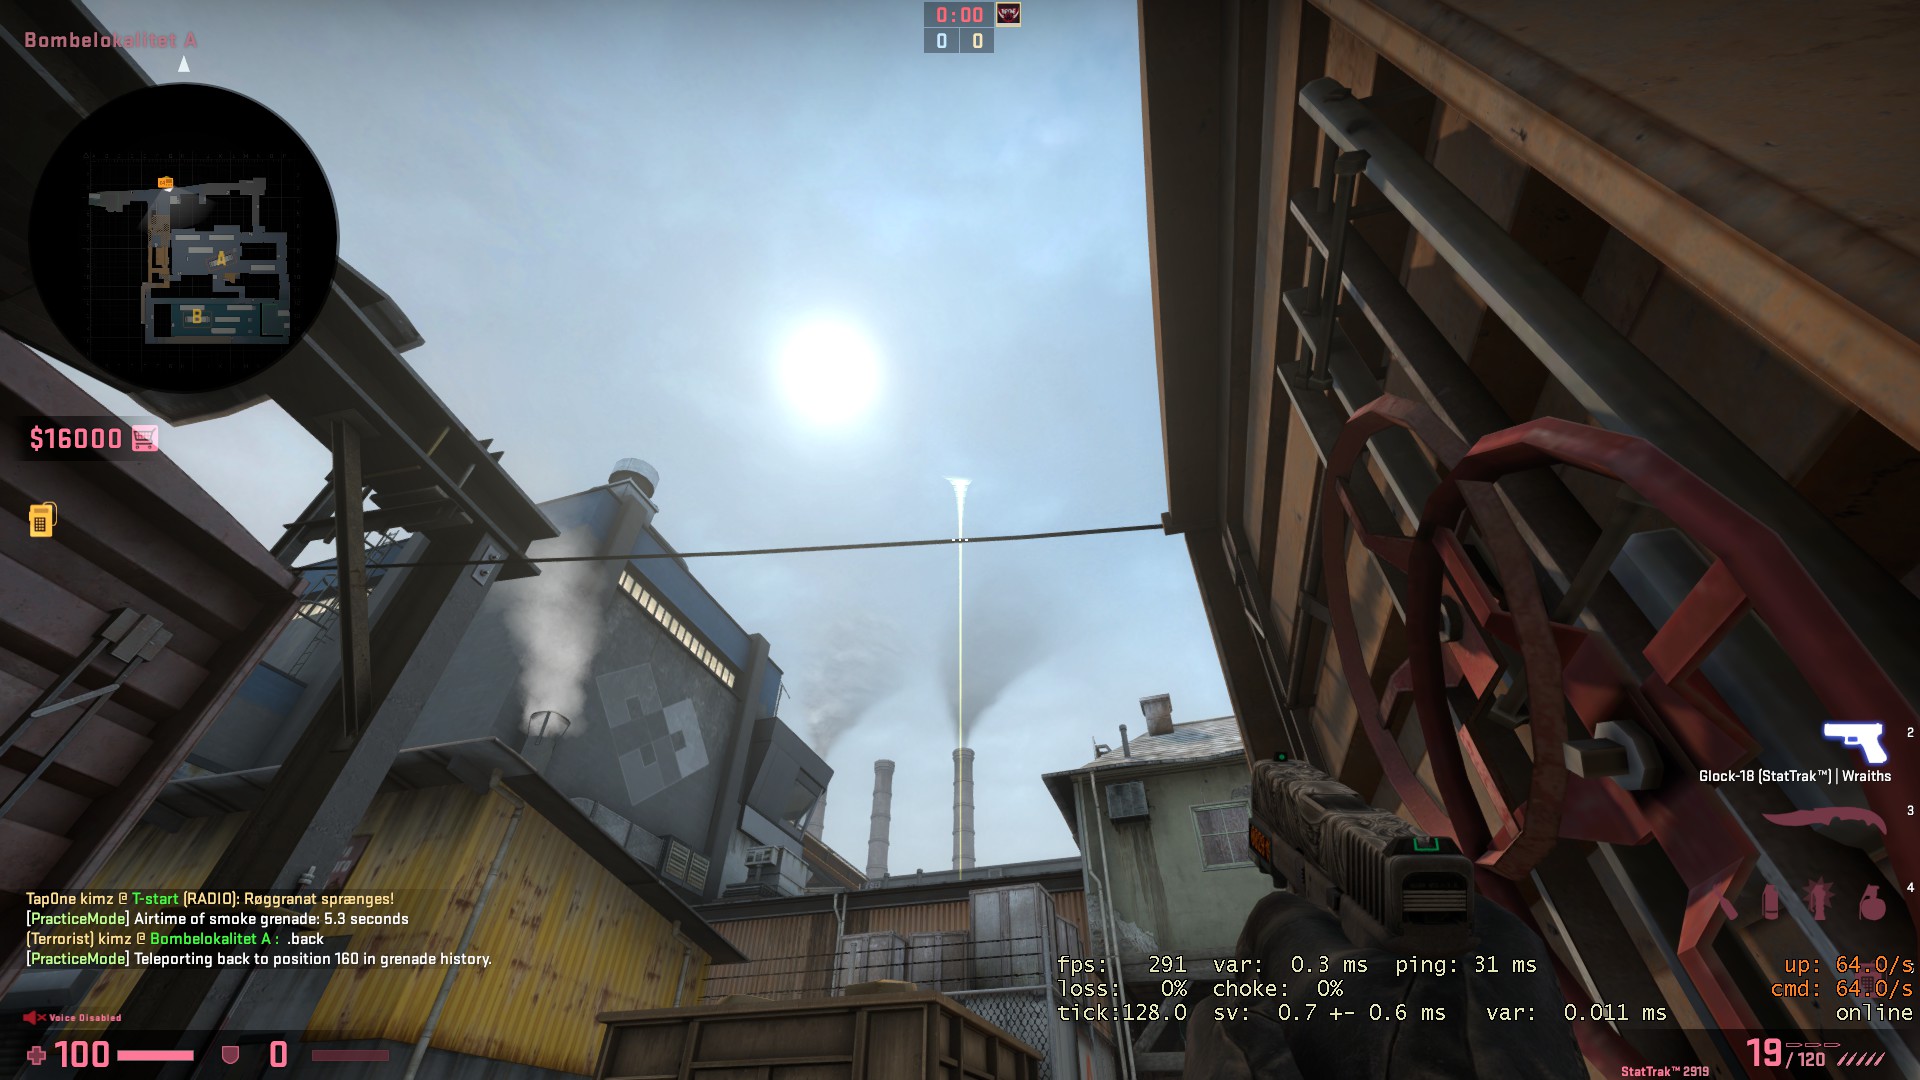 0:00
0 0
Bombelokalitet A
A
B
$16000
2
Glock-18 (StatTrak™) | Wraiths
3
4
TapOne kimz @ T-start (RADIO): Røggranat sprænges!
[PracticeMode] Airtime of smoke grenade: 5.3 seconds
(Terrorist) kimz @ Bombelokalitet A : .back
[PracticeMode] Teleporting back to position 160 in grenade history.
fps: 291 var: 0.3 ms ping: 31 ms
up: 64.0/s
loss: 0% choke: 0%
cmd: 64.0/s
tick:128.0 sv: 0.7 +- 0.6 ms var: 0.011 ms
online
Voice Disabled
100 0
19/120
StatTrak™ 2919